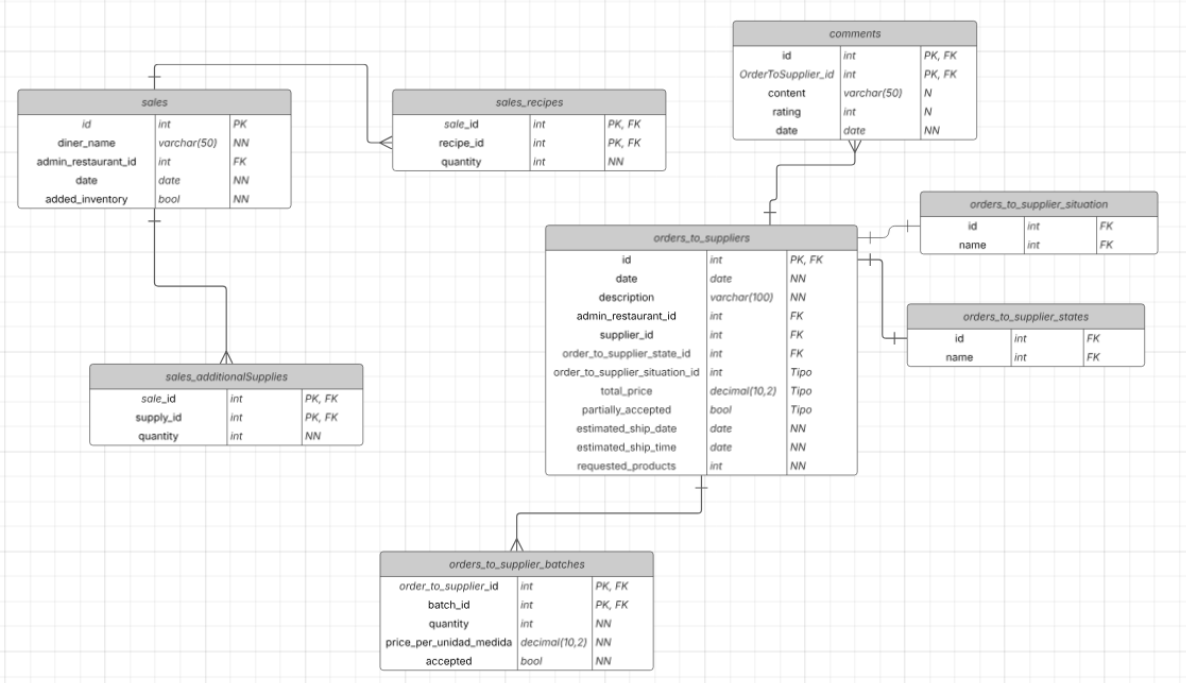 comments
id int PK, FK
OrderToSupplier_id int PK, FK
content varchar(50) N
rating int N
date date NN
sales
id int PK
diner_name varchar(50) NN
admin_restaurant_id int FK
date date NN
added_inventory bool NN
sales_recipes
sale_id int PK, FK
recipe_id int PK, FK
quantity int NN
orders_to_supplier_situation
id int FK
name int FK
orders_to_suppliers
id int PK, FK
date date NN
description varchar(100) NN
admin_restaurant_id int FK
supplier_id int FK
order_to_supplier_state_id int FK
order_to_supplier_situation_id int Tipo
total_price decimal(10,2) Tipo
partially_accepted bool Tipo
estimated_ship_date date NN
estimated_ship_time date NN
requested_products int NN
orders_to_supplier_states
id int FK
name int FK
sales_additionalSupplies
sale_id int PK, FK
supply_id int PK, FK
quantity int NN
orders_to_supplier_batches
order_to_supplier_id int PK, FK
batch_id int PK, FK
quantity int NN
price_per_unidad_medida decimal(10,2) NN
accepted bool NN